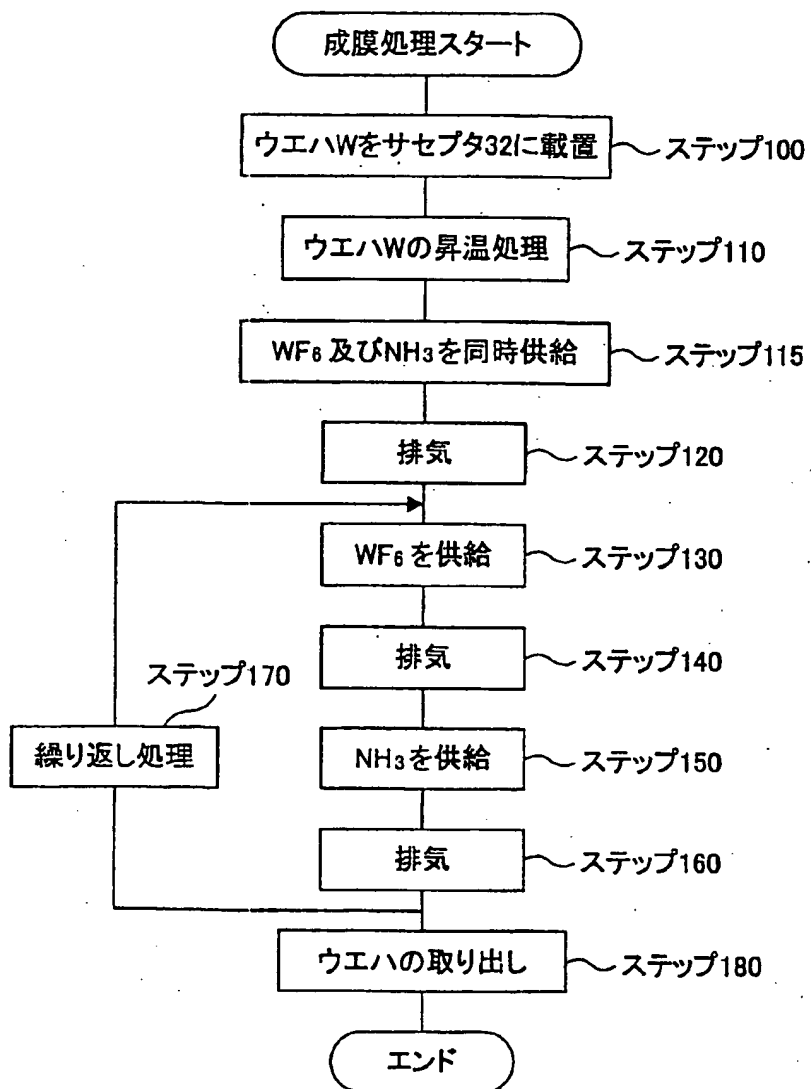 成膜処理スタート
ウエハWをサセプタ32に載置
ステップ100
ウエハWの昇温処理
ステップ110
WF₆及びNH₃を同時供給
ステップ115
排気
ステップ120
WF₆を供給
ステップ130
排気
ステップ140
ステップ170
繰り返し処理
NH₃を供給
ステップ150
排気
ステップ160
ウエハの取り出し
ステップ180
エンド